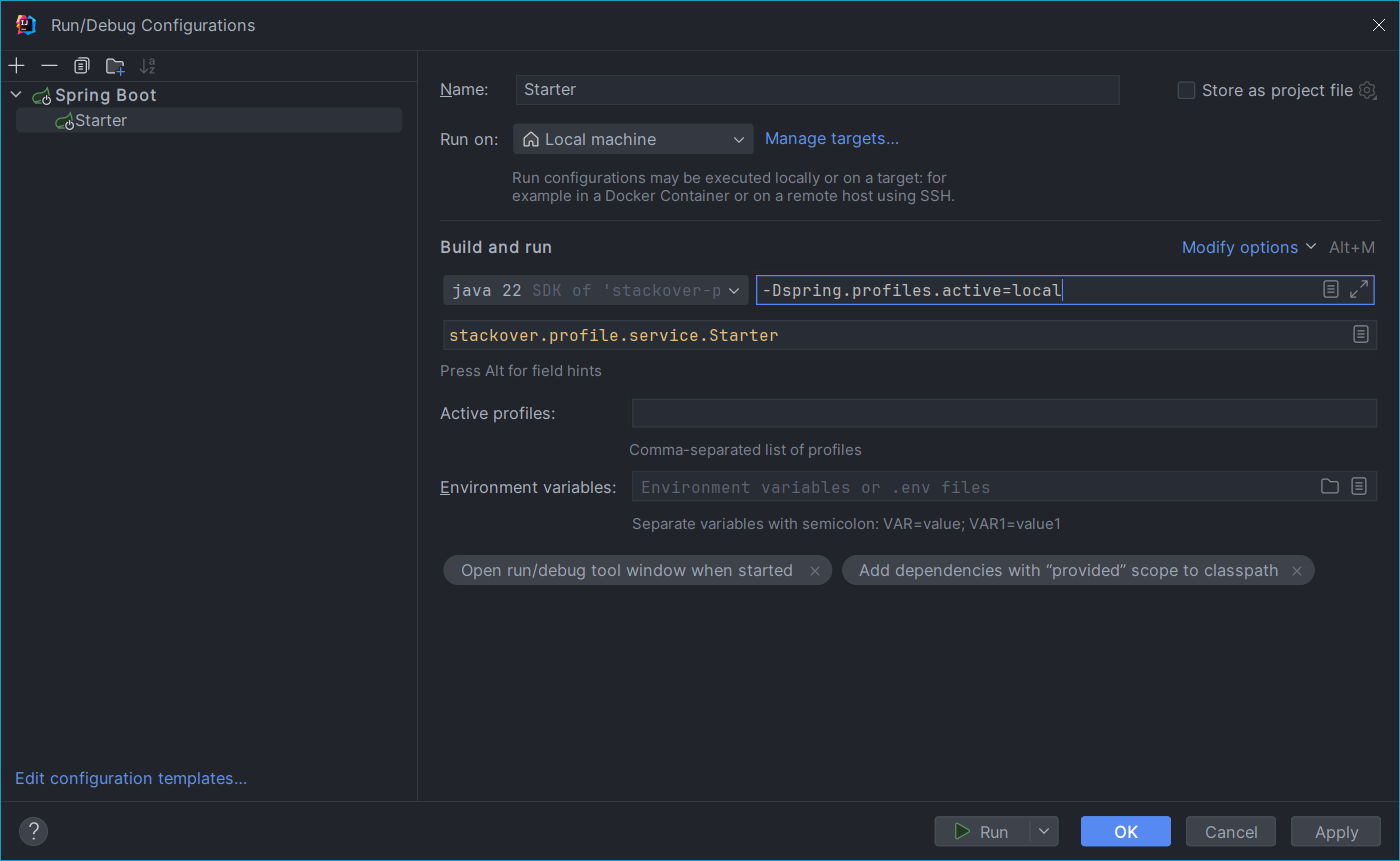 Run/Debug Configurations
Spring Boot
Starter
Edit configuration templates...
Name: Starter Store as project file
Run on: Local machine Manage targets...
Run configurations may be executed locally or on a target: for
example in a Docker Container or on a remote host using SSH.
Build and run Modify options Alt+M
java 22 SDK of 'stackover-p -Dspring.profiles.active=local
stackover.profile.service.Starter
Press Alt for field hints
Active profiles:
Comma-separated list of profiles
Environment variables: Environment variables or .env files
Separate variables with semicolon: VAR=value; VAR1=value1
Open run/debug tool window when started × Add dependencies with “provided” scope to classpath ×
? Run OK Cancel Apply